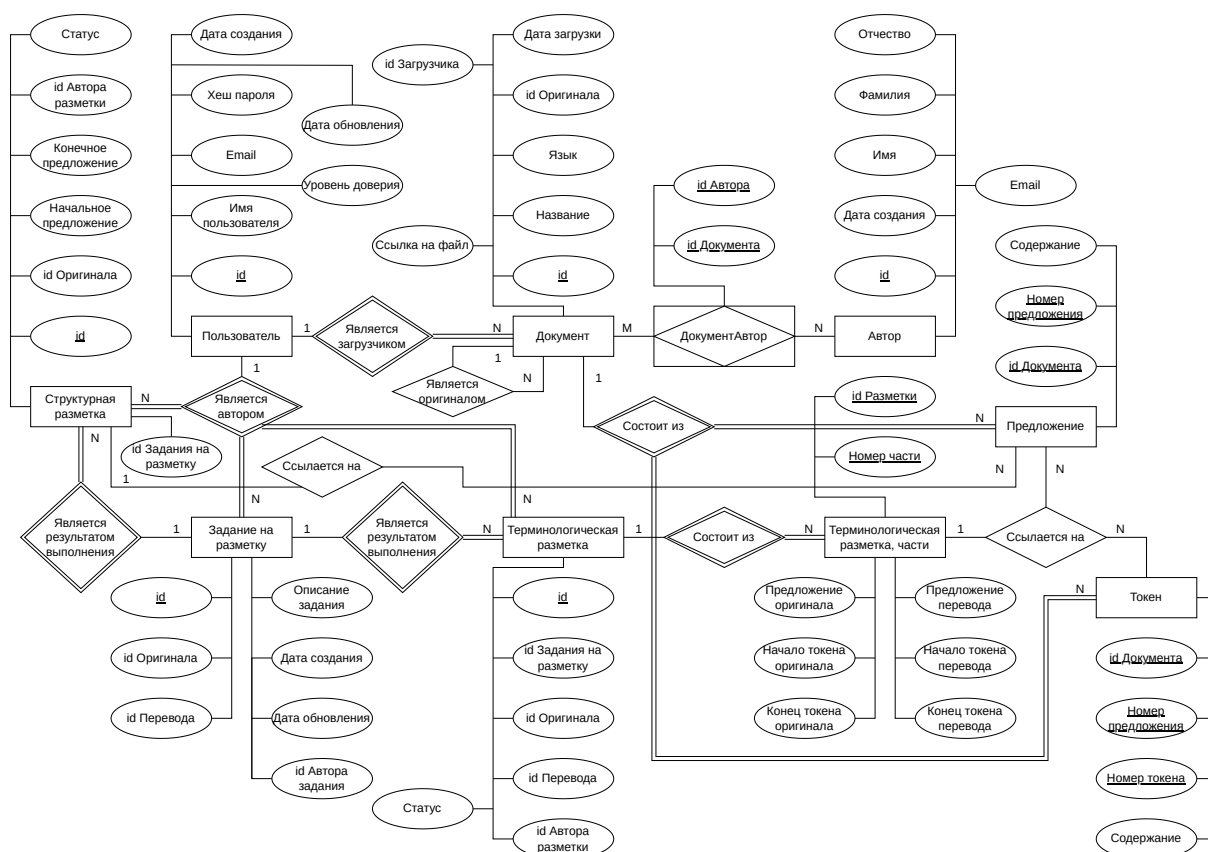 Статус
Дата создания
Дата загрузки
Отчество
id Загрузчика
id Автора
разметки
Хеш пароля
id Оригинала
Фамилия
Дата обновления
Конечное
предложение
Email
Язык
Имя
Уровень доверия
id Автора
Email
Начальное
предложение
Имя
пользователя
Название
Дата создания
Ссылка на файл
id Документа
Содержание
id Оригинала
id
id
id
Номер
предложения
id
Пользователь
1
Является
загрузчиком
N
Документ
M
ДокументАвтор
N
Автор
1
1
Является
оригиналом
N
1
id Документа
Структурная
разметка
N
Является
автором
id Разметки
Состоит из
N
Предложение
N
id Задания на
разметку
1
Ссылается на
Номер части
N
N
N
N
Является
результатом
выполнения
1
Задание на
разметку
1
Является
результатом
выполнения
N
Терминологическая
разметка
1
Состоит из
N
Терминологическая
разметка, части
1
Ссылается на
N
id
Описание
задания
id
Предложение
оригинала
Предложение
перевода
N
Токен
id Оригинала
Дата создания
id Задания на
разметку
Начало токена
оригинала
Начало токена
перевода
id Документа
id Перевода
Дата обновления
id Оригинала
Конец токена
оригинала
Конец токена
перевода
Номер
предложения
id Автора
задания
id Перевода
Номер токена
Статус
id Автора
разметки
Содержание